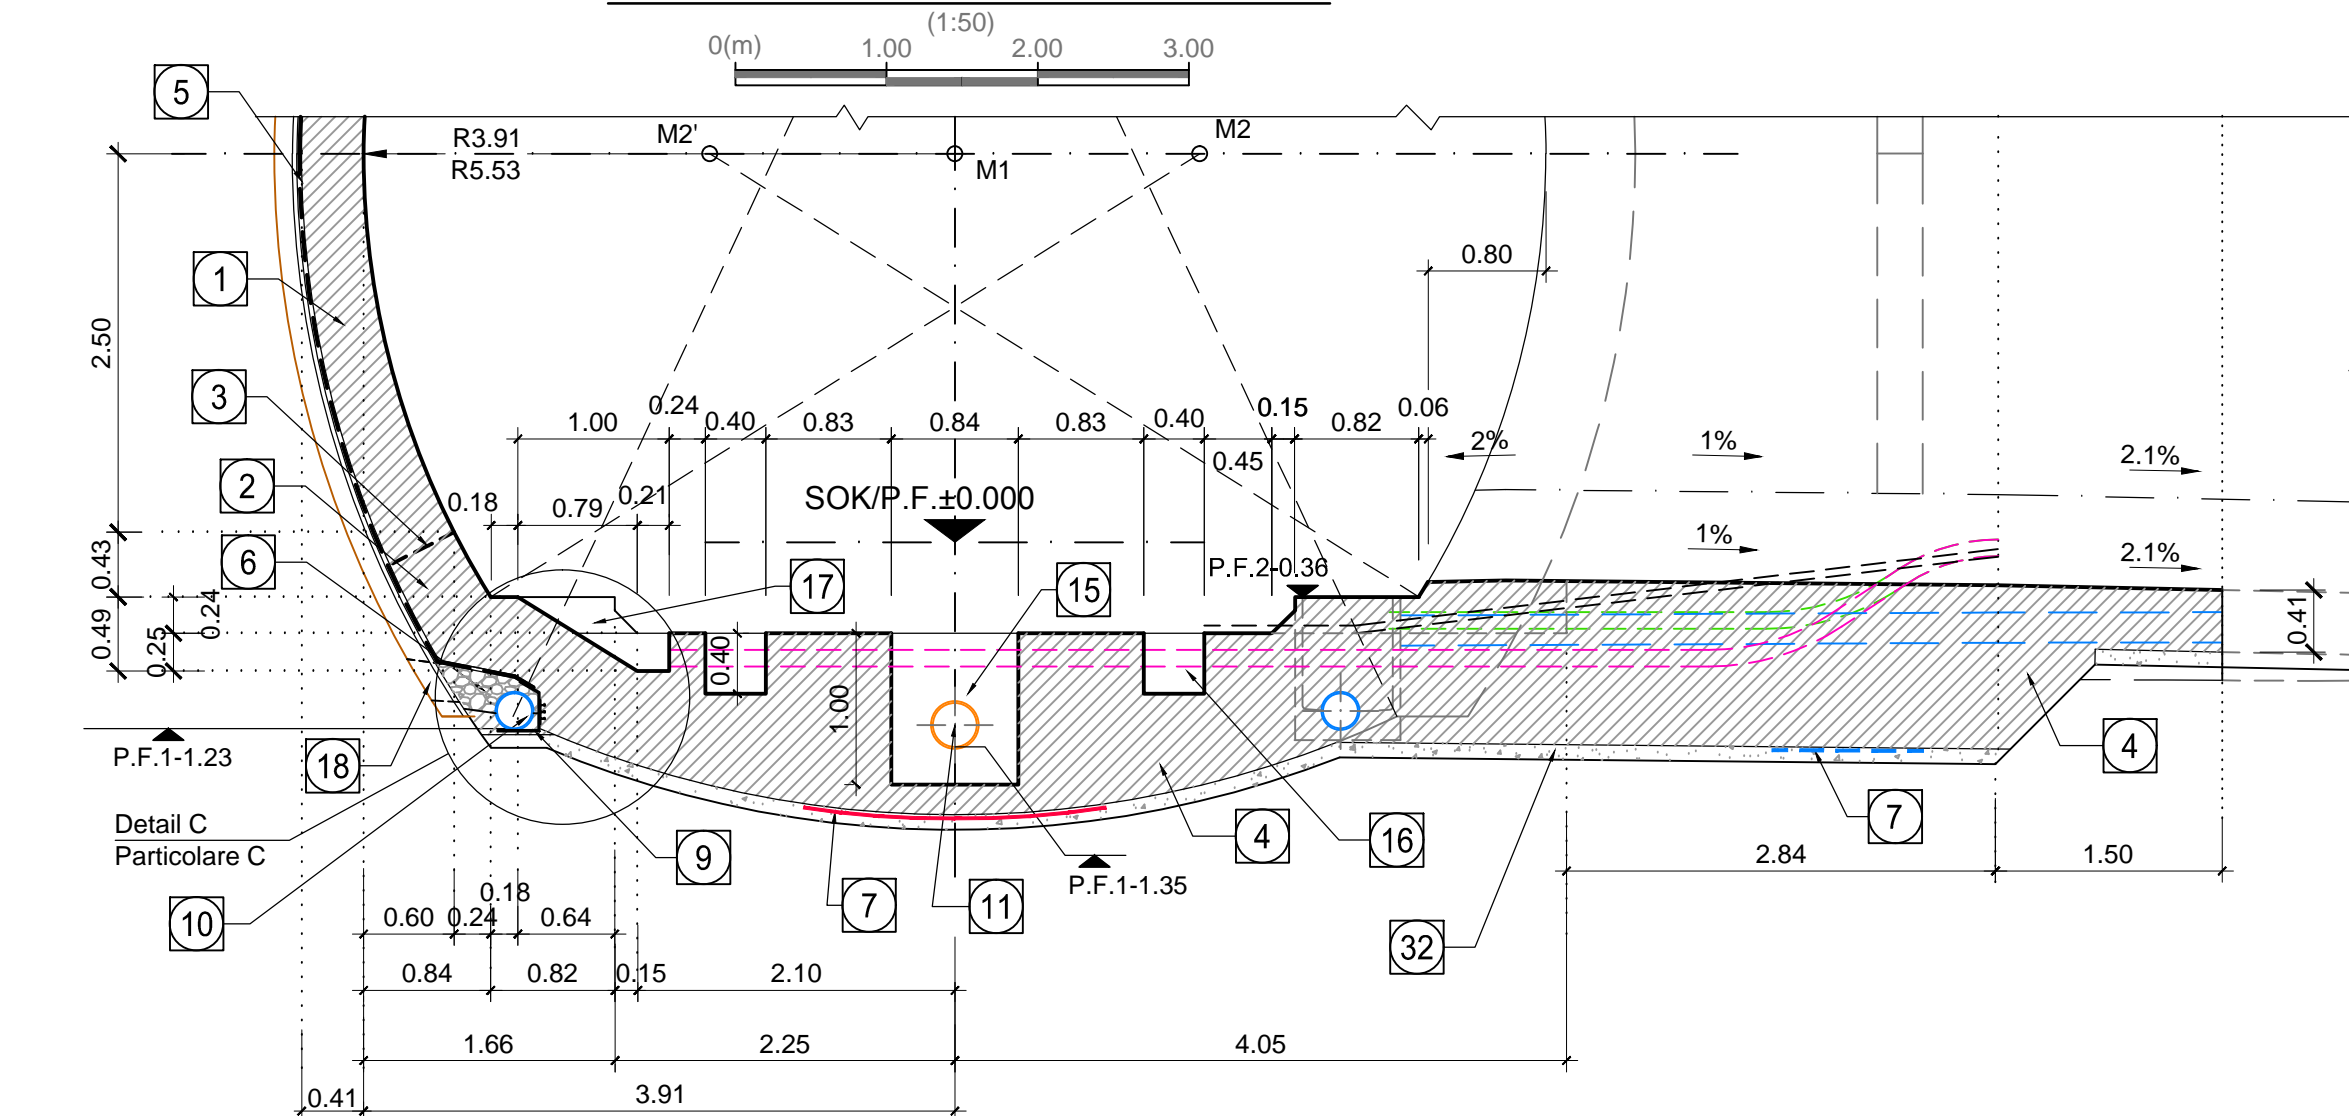 (1:50)
0(m) 1.00 2.00 3.00
5
R3.91
R5.53
M2' M1 M2
1
0.80
2.50
3
0.24
1.00 0.40 0.83 0.84 0.83 0.40 0.15 0.82 0.06
2% 1% 2.1%
0.45
2
0.18 0.79 0.21
SOK/P.F.±0.000
1% 2.1%
0.43
6
17
15
P.F.2-0.36
0.49
0.24
0.25
0.41
0.40
1.00
P.F.1-1.23
18
4
Detail C
Particolare C
9
4
16
7
2.84 1.50
P.F.1-1.35
10
7
11
32
0.18
0.60 0.24 0.64
0.84 0.82 0.15 2.10
1.66 2.25 4.05
0.41 3.91